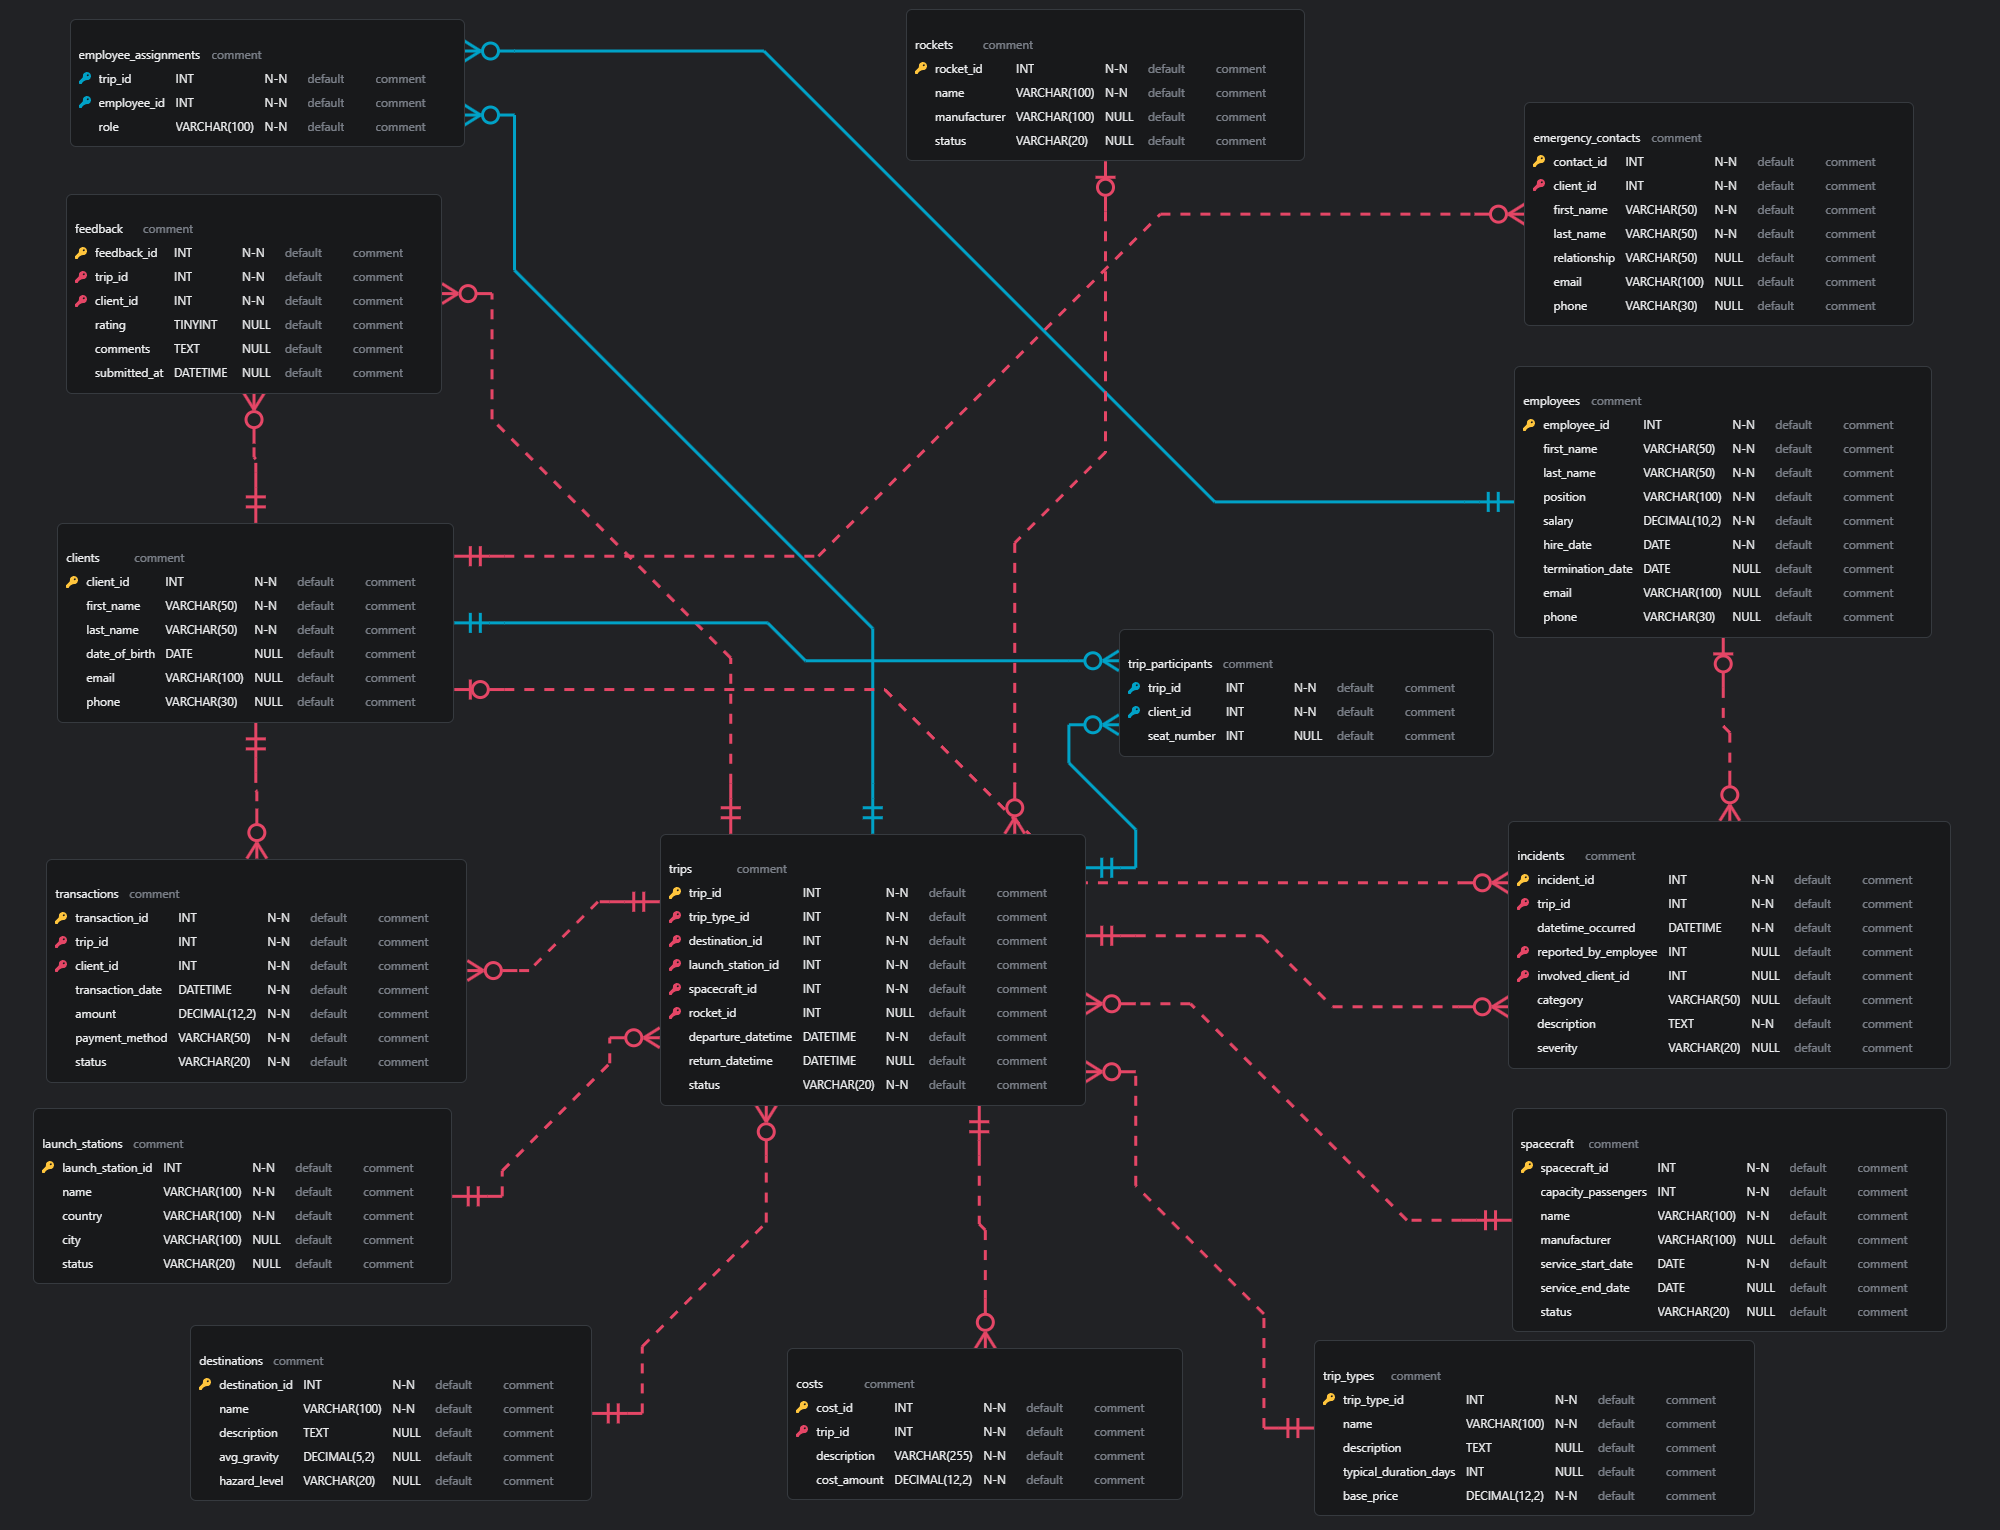 employee_assignments comment
trip_id INT N-N default comment
employee_id INT N-N default comment
role VARCHAR(100) N-N default comment
rockets comment
rocket_id INT N-N default comment
name VARCHAR(100) N-N default comment
manufacturer VARCHAR(100) NULL default comment
status VARCHAR(20) NULL default comment
emergency_contacts comment
contact_id INT N-N default comment
client_id INT N-N default comment
first_name VARCHAR(50) N-N default comment
last_name VARCHAR(50) N-N default comment
relationship VARCHAR(50) NULL default comment
email VARCHAR(100) NULL default comment
phone VARCHAR(30) NULL default comment
feedback comment
feedback_id INT N-N default comment
trip_id INT N-N default comment
client_id INT N-N default comment
rating TINYINT NULL default comment
comments TEXT NULL default comment
submitted_at DATETIME NULL default comment
employees comment
employee_id INT N-N default comment
first_name VARCHAR(50) N-N default comment
last_name VARCHAR(50) N-N default comment
position VARCHAR(100) N-N default comment
salary DECIMAL(10,2) N-N default comment
hire_date DATE N-N default comment
termination_date DATE NULL default comment
email VARCHAR(100) NULL default comment
phone VARCHAR(30) NULL default comment
clients comment
client_id INT N-N default comment
first_name VARCHAR(50) N-N default comment
last_name VARCHAR(50) N-N default comment
date_of_birth DATE NULL default comment
email VARCHAR(100) NULL default comment
phone VARCHAR(30) NULL default comment
trip_participants comment
trip_id INT N-N default comment
client_id INT N-N default comment
seat_number INT NULL default comment
transactions comment
transaction_id INT N-N default comment
trip_id INT N-N default comment
client_id INT N-N default comment
transaction_date DATETIME N-N default comment
amount DECIMAL(12,2) N-N default comment
payment_method VARCHAR(50) N-N default comment
status VARCHAR(20) N-N default comment
trips comment
trip_id INT N-N default comment
trip_type_id INT N-N default comment
destination_id INT N-N default comment
launch_station_id INT N-N default comment
spacecraft_id INT N-N default comment
rocket_id INT NULL default comment
departure_datetime DATETIME N-N default comment
return_datetime DATETIME NULL default comment
status VARCHAR(20) N-N default comment
incidents comment
incident_id INT N-N default comment
trip_id INT N-N default comment
datetime_occurred DATETIME N-N default comment
reported_by_employee INT NULL default comment
involved_client_id INT NULL default comment
category VARCHAR(50) NULL default comment
description TEXT N-N default comment
severity VARCHAR(20) NULL default comment
launch_stations comment
launch_station_id INT N-N default comment
name VARCHAR(100) N-N default comment
country VARCHAR(100) N-N default comment
city VARCHAR(100) NULL default comment
status VARCHAR(20) NULL default comment
spacecraft comment
spacecraft_id INT N-N default comment
capacity_passengers INT N-N default comment
name VARCHAR(100) N-N default comment
manufacturer VARCHAR(100) NULL default comment
service_start_date DATE N-N default comment
service_end_date DATE NULL default comment
status VARCHAR(20) NULL default comment
destinations comment
destination_id INT N-N default comment
name VARCHAR(100) N-N default comment
description TEXT NULL default comment
avg_gravity DECIMAL(5,2) NULL default comment
hazard_level VARCHAR(20) NULL default comment
costs comment
cost_id INT N-N default comment
trip_id INT N-N default comment
description VARCHAR(255) N-N default comment
cost_amount DECIMAL(12,2) N-N default comment
trip_types comment
trip_type_id INT N-N default comment
name VARCHAR(100) N-N default comment
description TEXT NULL default comment
typical_duration_days INT NULL default comment
base_price DECIMAL(12,2) N-N default comment